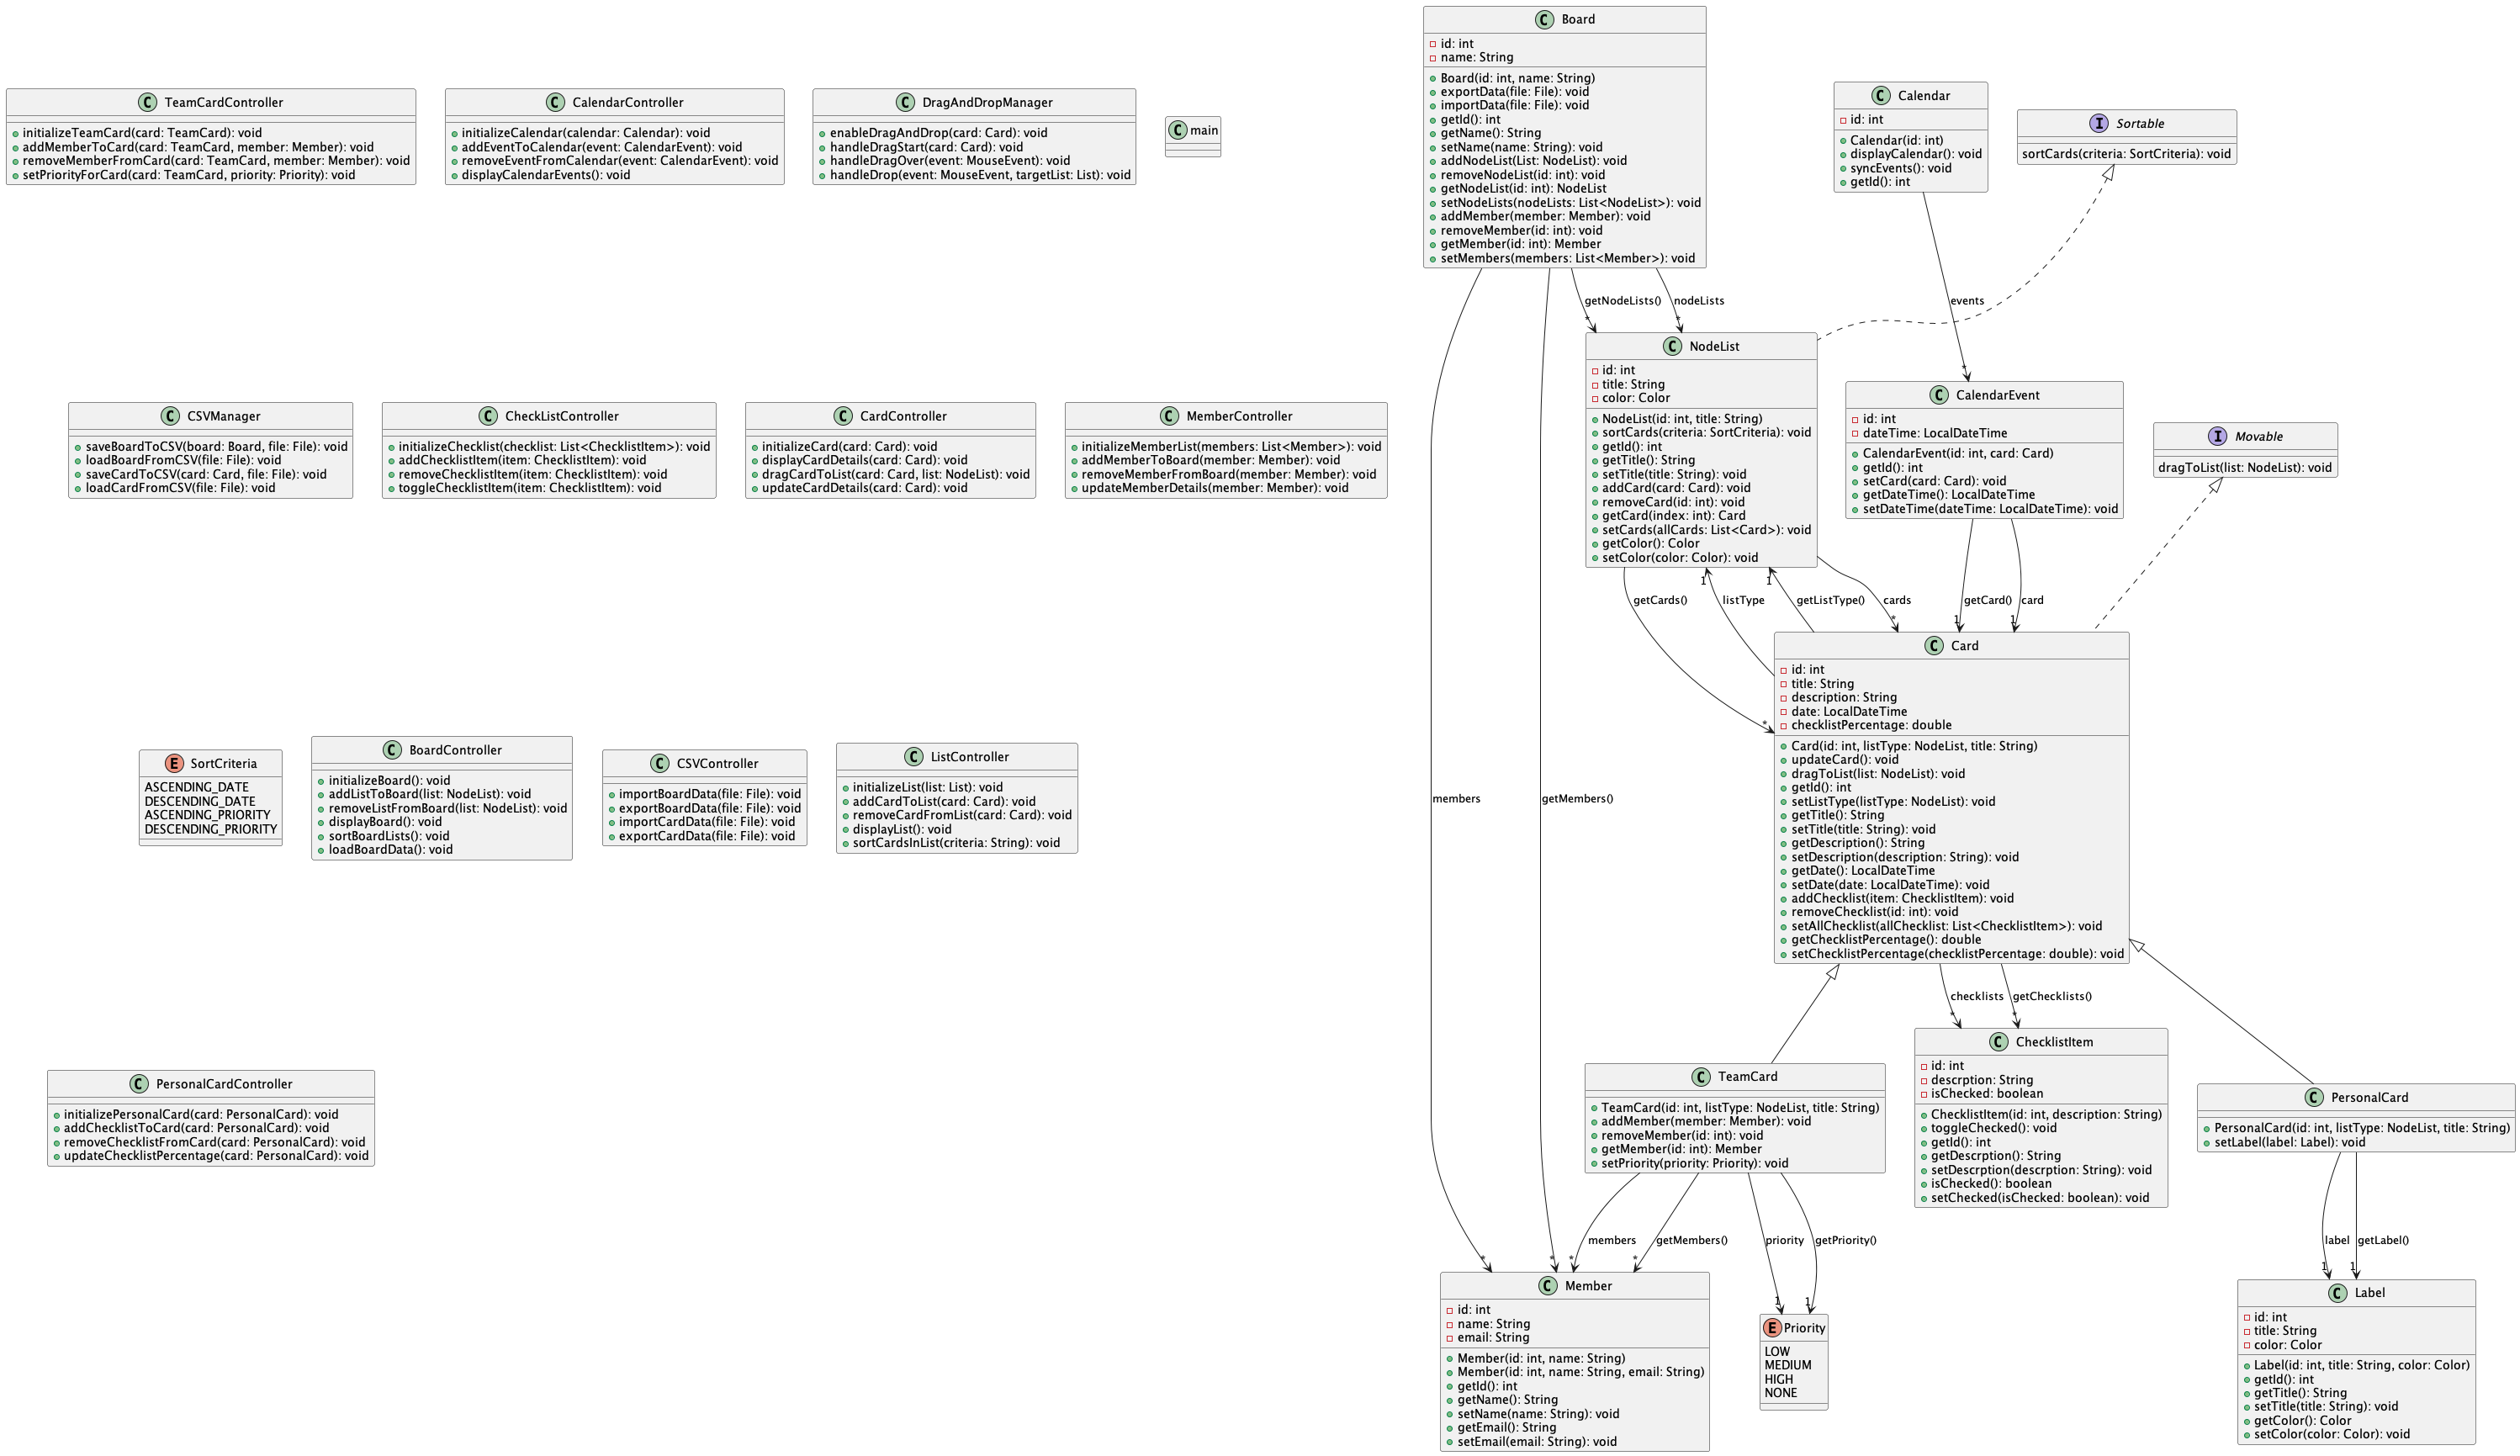 Board
id: int
name: String
Board(id: int, name: String)
exportData(file: File): void
importData(file: File): void
getId(): int
getName(): String
setName(name: String): void
addNodeList(List: NodeList): void
removeNodeList(id: int): void
getNodeList(id: int): NodeList
setNodeLists(nodeLists: List<NodeList>): void
addMember(member: Member): void
removeMember(id: int): void
getMember(id: int): Member
setMembers(members: List<Member>): void
TeamCardController
initializeTeamCard(card: TeamCard): void
addMemberToCard(card: TeamCard, member: Member): void
removeMemberFromCard(card: TeamCard, member: Member): void
setPriorityForCard(card: TeamCard, priority: Priority): void
CalendarController
initializeCalendar(calendar: Calendar): void
addEventToCalendar(event: CalendarEvent): void
removeEventFromCalendar(event: CalendarEvent): void
displayCalendarEvents(): void
DragAndDropManager
enableDragAndDrop(card: Card): void
handleDragStart(card: Card): void
handleDragOver(event: MouseEvent): void
handleDrop(event: MouseEvent, targetList: List): void
main
Calendar
id: int
Calendar(id: int)
displayCalendar(): void
syncEvents(): void
getId(): int
Sortable
sortCards(criteria: SortCriteria): void
getNodeLists()
*
nodeLists
*
events
*
CSVManager
saveBoardToCSV(board: Board, file: File): void
loadBoardFromCSV(file: File): void
saveCardToCSV(card: Card, file: File): void
loadCardFromCSV(file: File): void
CheckListController
initializeChecklist(checklist: List<ChecklistItem>): void
addChecklistItem(item: ChecklistItem): void
removeChecklistItem(item: ChecklistItem): void
toggleChecklistItem(item: ChecklistItem): void
CardController
initializeCard(card: Card): void
displayCardDetails(card: Card): void
dragCardToList(card: Card, list: NodeList): void
updateCardDetails(card: Card): void
MemberController
initializeMemberList(members: List<Member>): void
addMemberToBoard(member: Member): void
removeMemberFromBoard(member: Member): void
updateMemberDetails(member: Member): void
NodeList
id: int
title: String
color: Color
NodeList(id: int, title: String)
sortCards(criteria: SortCriteria): void
getId(): int
getTitle(): String
setTitle(title: String): void
addCard(card: Card): void
removeCard(id: int): void
getCard(index: int): Card
setCards(allCards: List<Card>): void
getColor(): Color
setColor(color: Color): void
CalendarEvent
id: int
dateTime: LocalDateTime
CalendarEvent(id: int, card: Card)
getId(): int
setCard(card: Card): void
getDateTime(): LocalDateTime
setDateTime(dateTime: LocalDateTime): void
Movable
dragToList(list: NodeList): void
getCards()
*
listType
1
getListType()
1
cards
*
getCard()
1
card
1
SortCriteria
ASCENDING_DATE
DESCENDING_DATE
ASCENDING_PRIORITY
DESCENDING_PRIORITY
BoardController
initializeBoard(): void
addListToBoard(list: NodeList): void
removeListFromBoard(list: NodeList): void
displayBoard(): void
sortBoardLists(): void
loadBoardData(): void
CSVController
importBoardData(file: File): void
exportBoardData(file: File): void
importCardData(file: File): void
exportCardData(file: File): void
ListController
initializeList(list: List): void
addCardToList(card: Card): void
removeCardFromList(card: Card): void
displayList(): void
sortCardsInList(criteria: String): void
members
*
getMembers()
*
Card
id: int
title: String
description: String
date: LocalDateTime
checklistPercentage: double
Card(id: int, listType: NodeList, title: String)
updateCard(): void
dragToList(list: NodeList): void
getId(): int
setListType(listType: NodeList): void
getTitle(): String
setTitle(title: String): void
getDescription(): String
setDescription(description: String): void
getDate(): LocalDateTime
setDate(date: LocalDateTime): void
addChecklist(item: ChecklistItem): void
removeChecklist(id: int): void
setAllChecklist(allChecklist: List<ChecklistItem>): void
getChecklistPercentage(): double
setChecklistPercentage(checklistPercentage: double): void
checklists
*
getChecklists()
*
PersonalCardController
initializePersonalCard(card: PersonalCard): void
addChecklistToCard(card: PersonalCard): void
removeChecklistFromCard(card: PersonalCard): void
updateChecklistPercentage(card: PersonalCard): void
TeamCard
TeamCard(id: int, listType: NodeList, title: String)
addMember(member: Member): void
removeMember(id: int): void
getMember(id: int): Member
setPriority(priority: Priority): void
ChecklistItem
id: int
descrption: String
isChecked: boolean
ChecklistItem(id: int, description: String)
toggleChecked(): void
getId(): int
getDescrption(): String
setDescrption(descrption: String): void
isChecked(): boolean
setChecked(isChecked: boolean): void
PersonalCard
PersonalCard(id: int, listType: NodeList, title: String)
setLabel(label: Label): void
members
*
getMembers()
*
priority
1
getPriority()
1
label
1
getLabel()
1
Member
id: int
name: String
email: String
Member(id: int, name: String)
Member(id: int, name: String, email: String)
getId(): int
getName(): String
setName(name: String): void
getEmail(): String
setEmail(email: String): void
Priority
LOW
MEDIUM
HIGH
NONE
Label
id: int
title: String
color: Color
Label(id: int, title: String, color: Color)
getId(): int
getTitle(): String
setTitle(title: String): void
getColor(): Color
setColor(color: Color): void